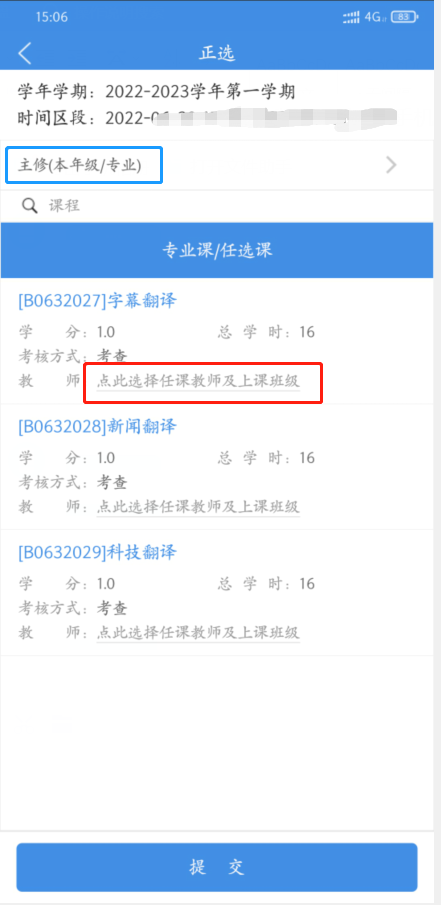 15:06 4G 83
正选
学年学期：2022-2023学年第一学期
时间区段：2022-0
主修(本年级/专业)
课程
专业课/任选课
[B0632027]字幕翻译
学 分：1.0 总 学 时：16
考核方式：考查
教 师 点此选择任课教师及上课班级
[B0632028]新闻翻译
学 分：1.0 总 学 时：16
考核方式：考查
教 师：点此选择任课教师及上课班级
[B0632029]科技翻译
学 分：1.0 总 学 时：16
考核方式：考查
教 师：点此选择任课教师及上课班级
提 交